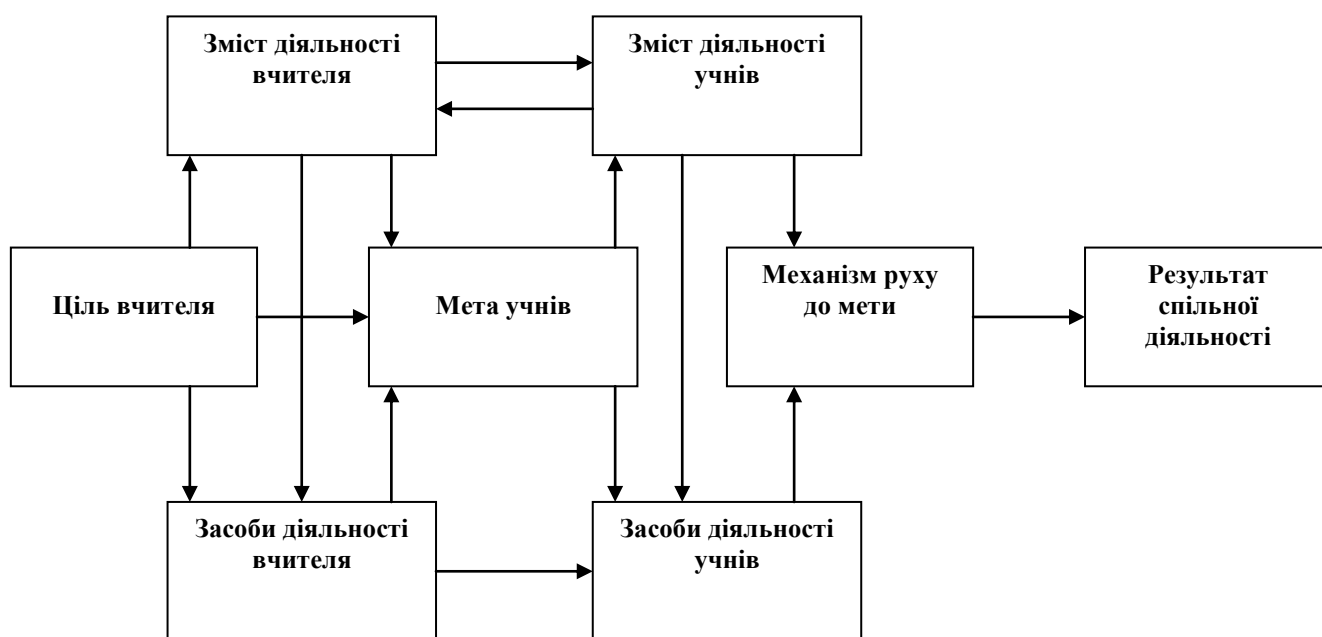 Зміст діяльності
вчителя
Зміст діяльності
учнів
Ціль вчителя
Мета учнів
Механізм руху
до мети
Результат
спільної
діяльності
Засоби діяльності
вчителя
Засоби діяльності
учнів